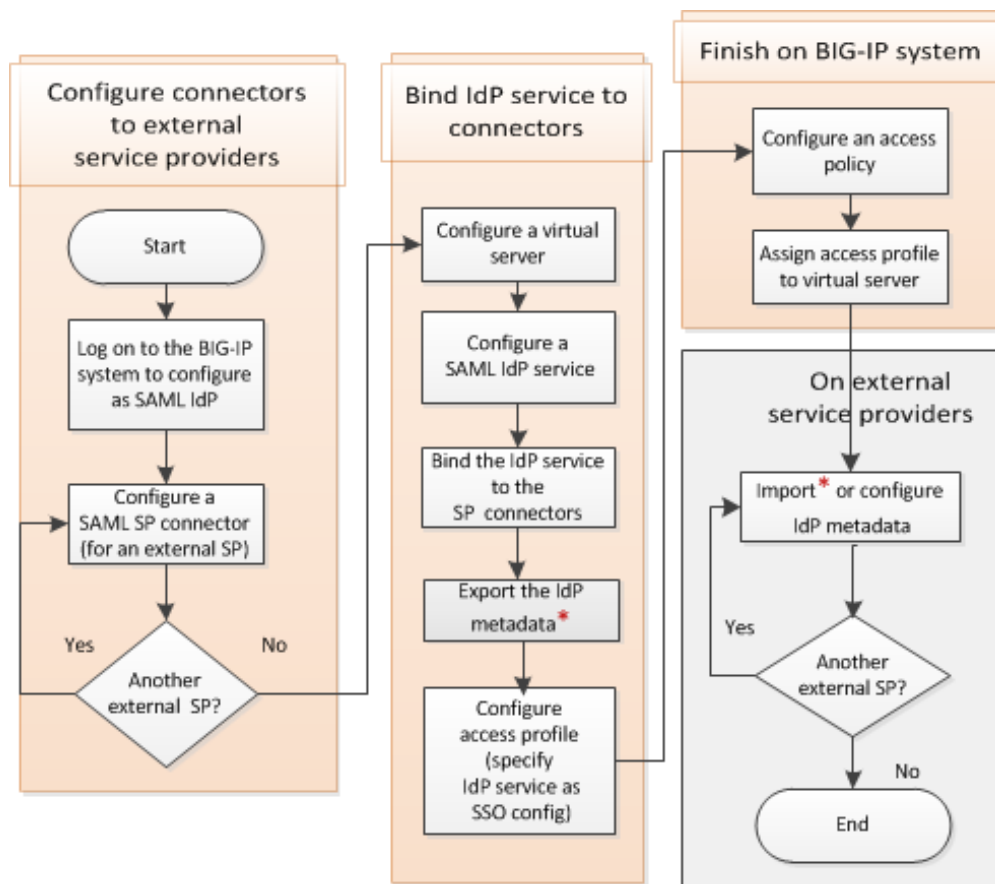 Configure connectors
to external
service providers
Start
Log on to the BIG-IP
system to configure
as SAML IdP
Configure a
SAML SP connector
(for an external SP)
Yes
No
Another
external SP?
Bind IdP service to
connectors
Configure a virtual
server
Configure a
SAML IdP service
Bind the IdP service
to the
SP connectors
Export the IdP
metadata*
Configure
access profile
(specify
IdP service as
SSO config)
Finish on BIG-IP system
Configure an access
policy
Assign access profile
to virtual server
On external
service providers
Import* or configure
IdP metadata
Yes
Another
external SP?
No
End